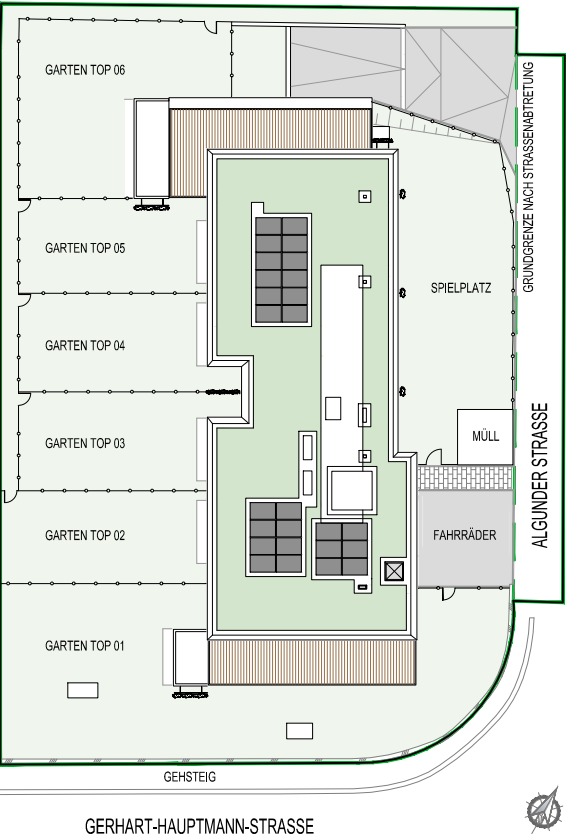 GARTEN TOP 06
GRUNDGRENZE NACH STRASSENABTRETUNG
GARTEN TOP 05
SPIELPLATZ
GARTEN TOP 04
GARTEN TOP 03
MÜLL
ALGUNDER STRASSE
GARTEN TOP 02
FAHRRÄDER
GARTEN TOP 01
GEHSTEIG
GERHART-HAUPTMANN-STRASSE